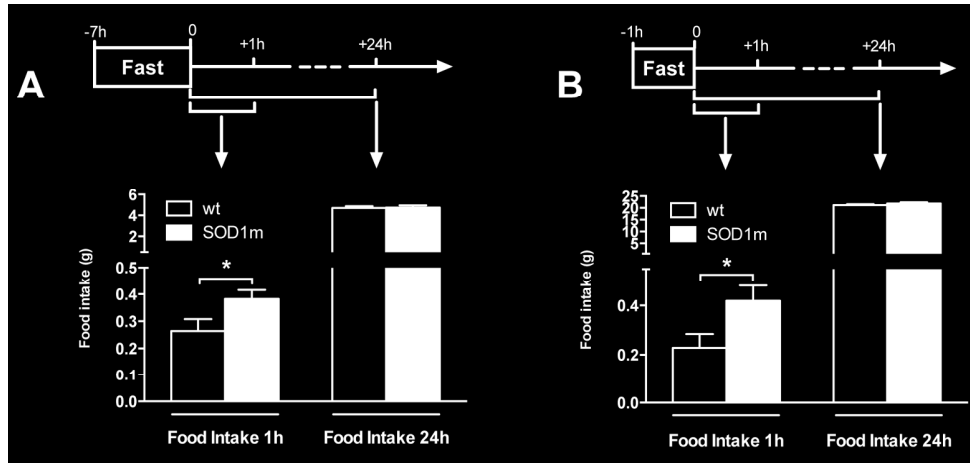 A
-7h
0
+1h
+24h
Fast
6
4
2
0.5
0.4
0.3
0.2
0.1
0.0
Food intake (g)
wt
SOD1m
*
Food Intake 1h
Food Intake 24h
B
-1h
0
+1h
+24h
Fast
25
20
15
10
5
0.4
0.2
0.0
Food intake (g)
wt
SOD1m
*
Food Intake 1h
Food Intake 24h